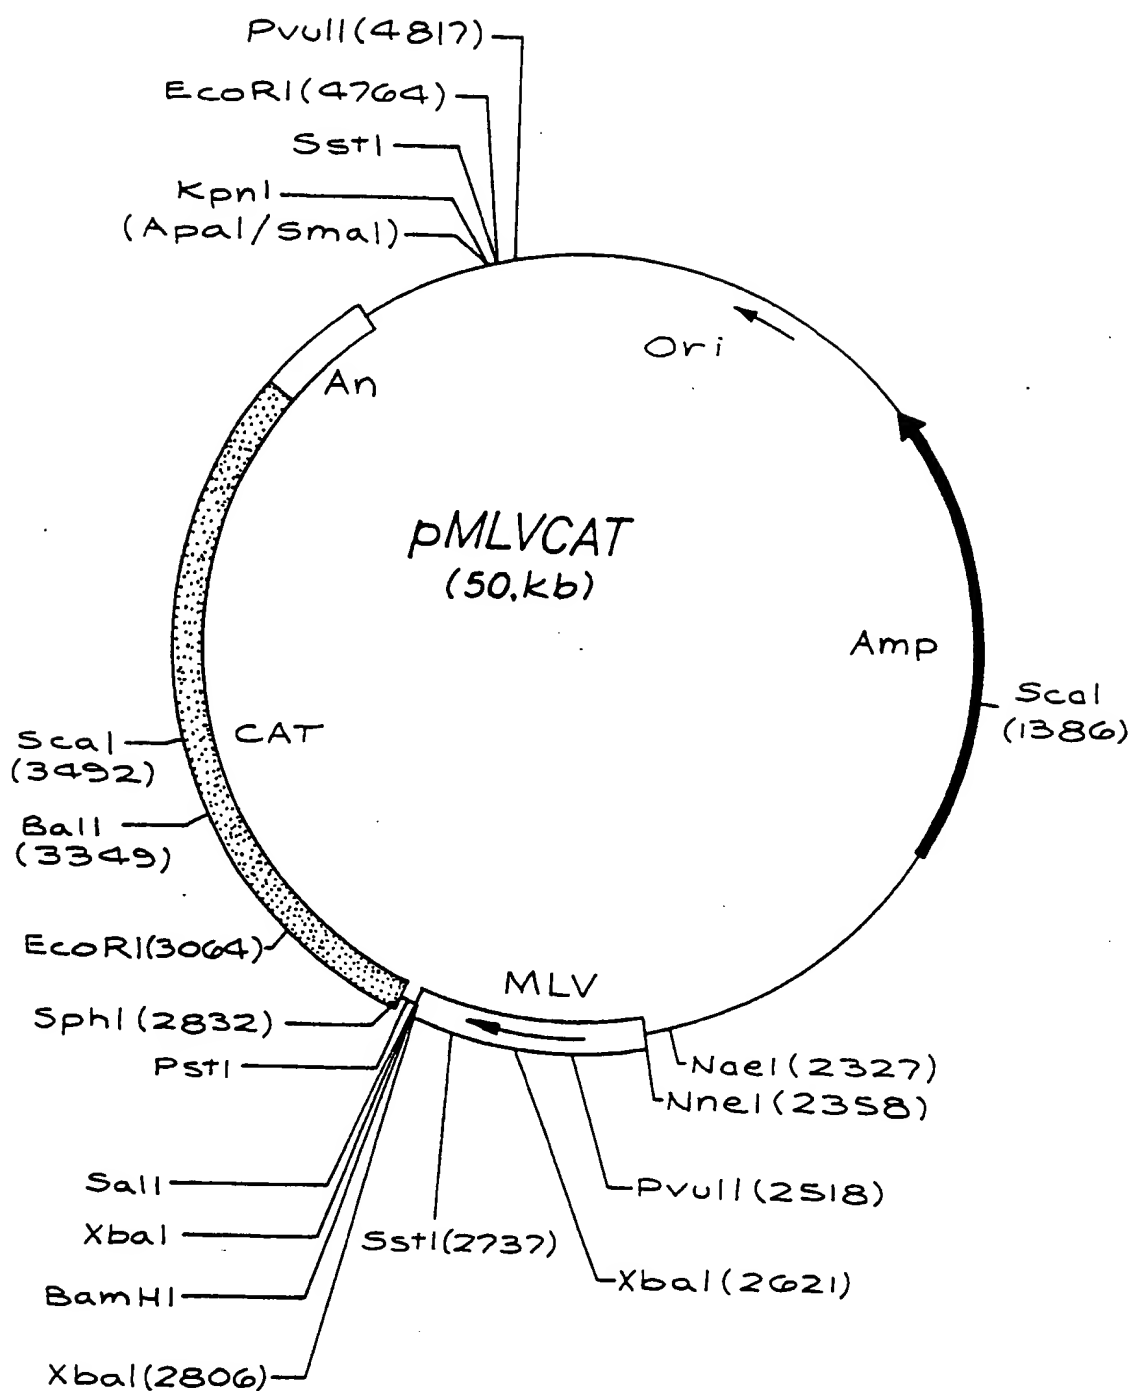 PvuII(4817)
EcoRI(4764)
SstI
KpnI
(ApaI/SmaI)
Ori
An
pMLVCAT
(50.kb)
Amp
ScaI
(1386)
CAT
ScaI
(3492)
BalI
(3349)
EcoRI(3064)
MLV
SphI(2832)
PstI
NaeI(2327)
NneI(2358)
SalI
PvuII(2518)
XbaI
SstI(2737)
XbaI(2621)
BamHI
XbaI(2806)